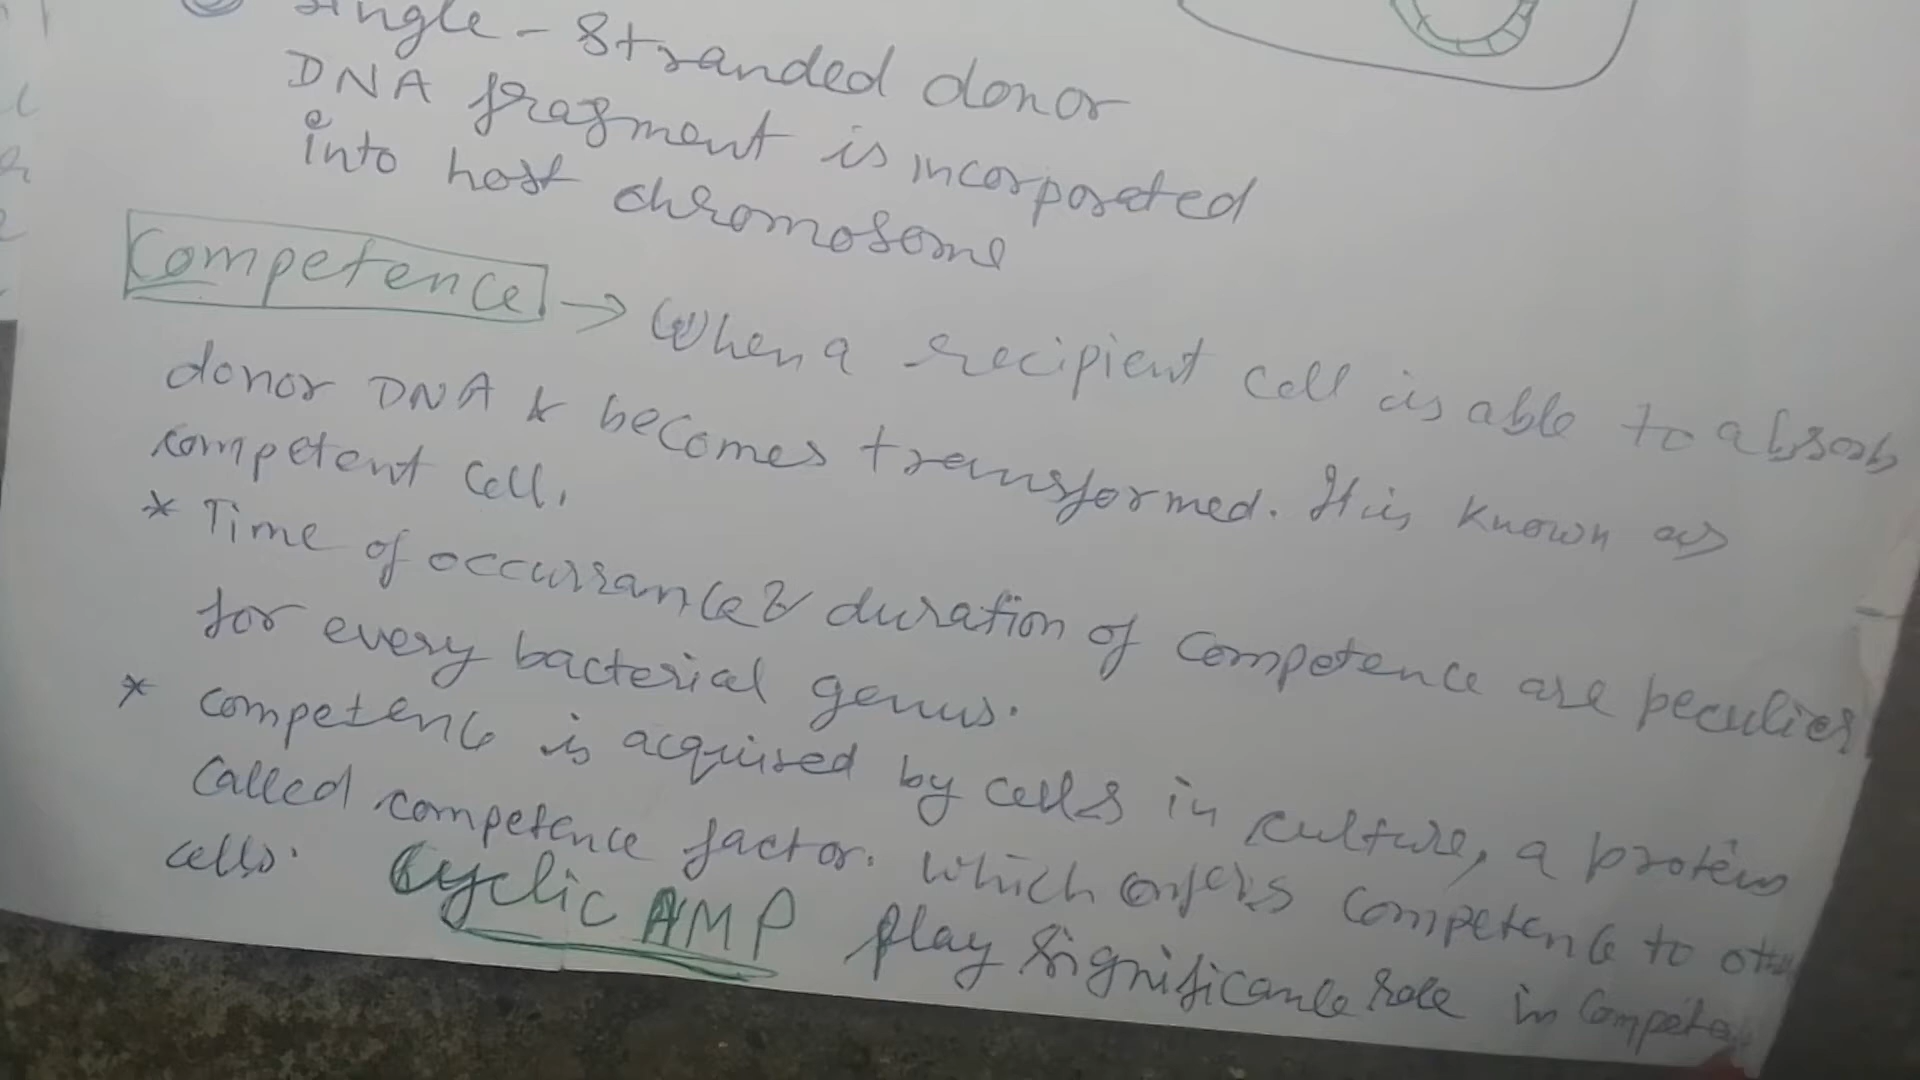 Single - Stranded donor
DNA fragment is incorporated
into host chromosome
Competence → When a recipient cell is able to absorb
donor DNA & becomes transformed. It is known as
competent cell.
* Time of occurrance & duration of competence are peculier
for every bacterial genus.
* competence is acquired by cells in culture, a protein
called competence factor. which confers competence to other
cells. Cyclic AMP play significance role in Compete